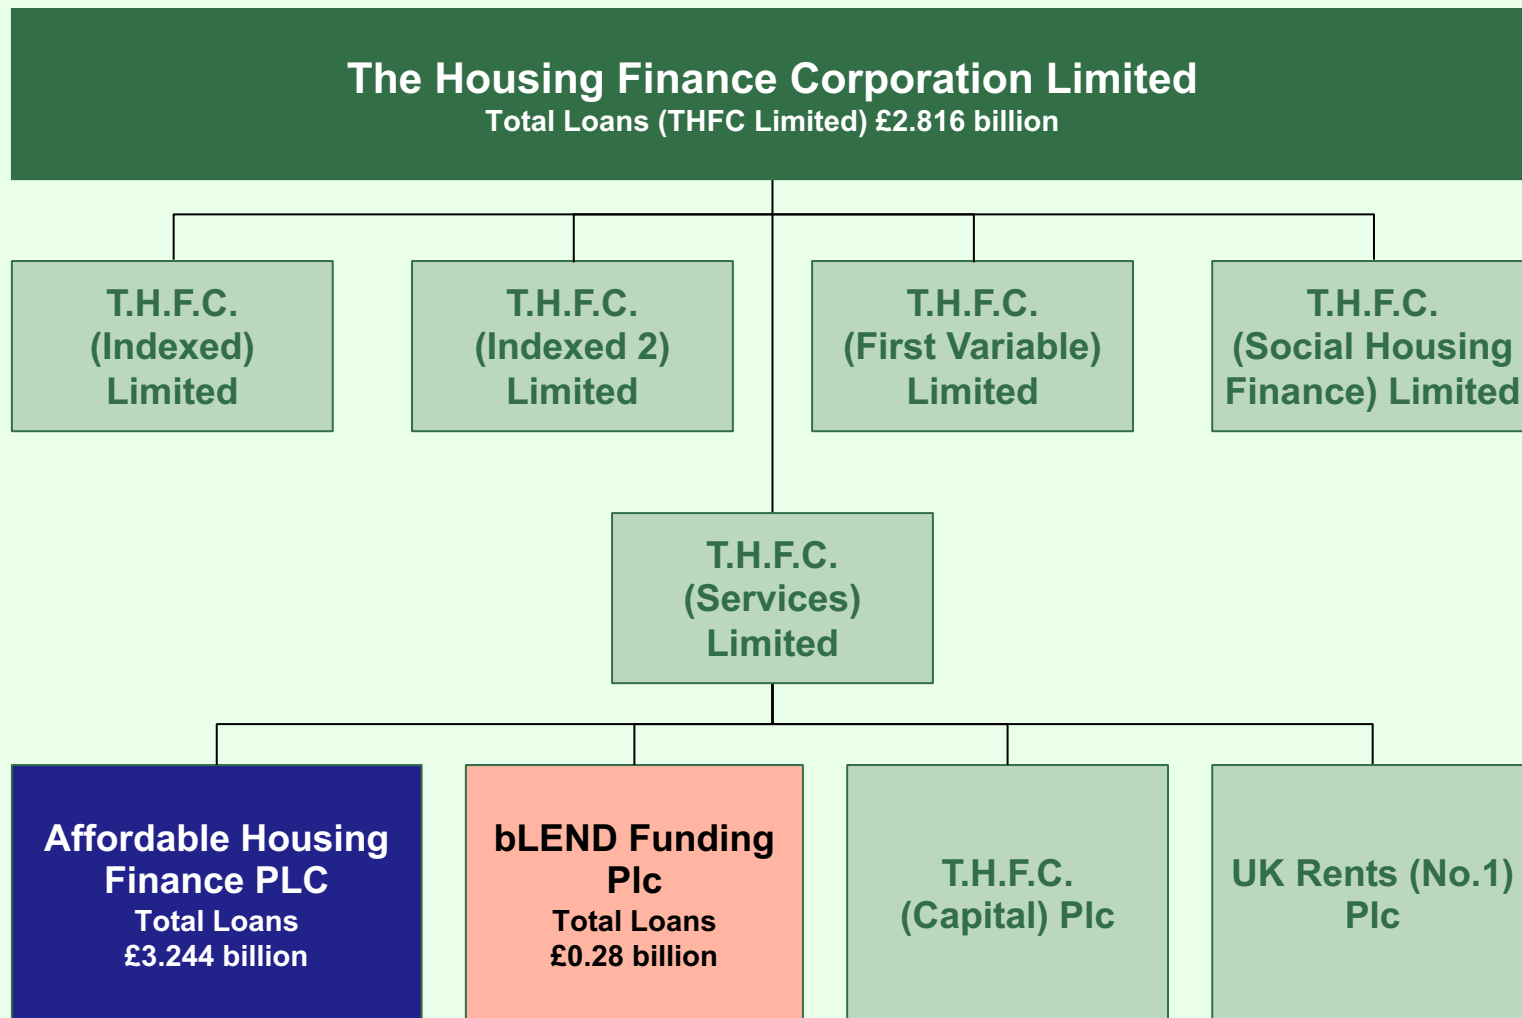 The Housing Finance Corporation Limited
Total Loans (THFC Limited) £2.816 billion
T.H.F.C.
(Indexed)
Limited
T.H.F.C.
(Indexed 2)
Limited
T.H.F.C.
(First Variable)
Limited
T.H.F.C.
(Social Housing
Finance) Limited
T.H.F.C.
(Services)
Limited
Affordable Housing
Finance PLC
Total Loans
£3.244 billion
bLEND Funding
Plc
Total Loans
£0.28 billion
T.H.F.C.
(Capital) Plc
UK Rents (No.1)
Plc